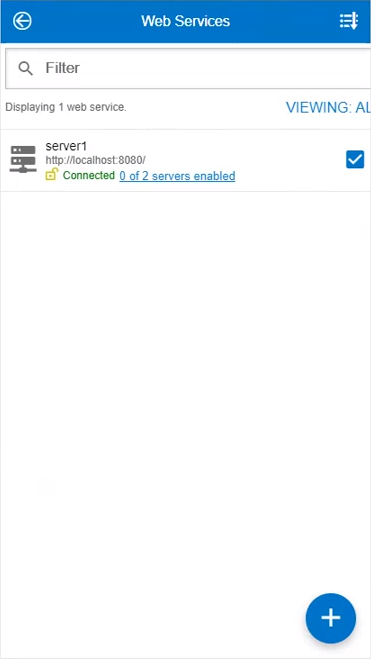 Web Services
Filter
Displaying 1 web service.
VIEWING: AL
server1
http://localhost:8080/
Connected 0 of 2 servers enabled